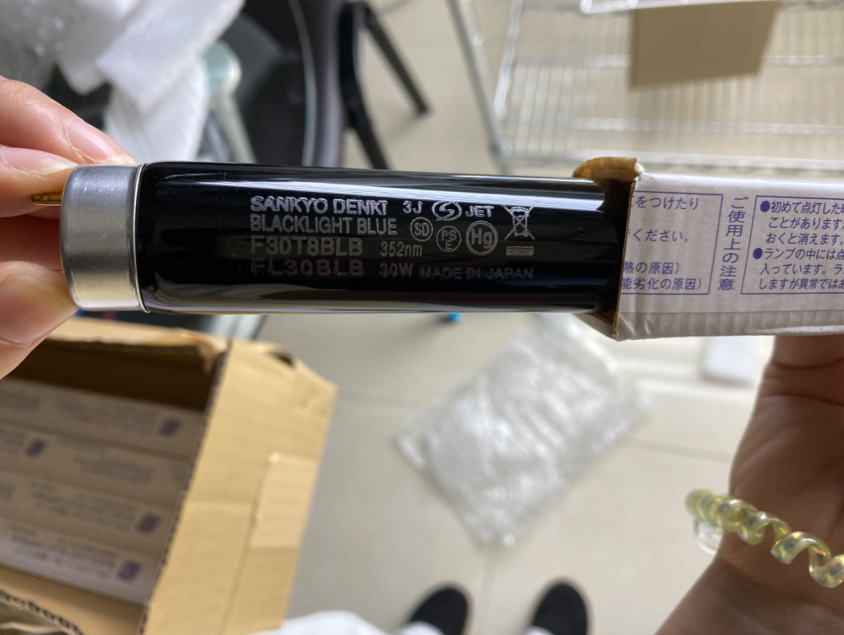 SANKYO DENKI 3J S JET
BLACKLIGHT BLUE SD PS E Hg
F30T8BLB 352nm
FL30BLB 30W MADE IN JAPAN
をつけたり
ください。
の原因)
能劣化の原因)
ご使用上の注意
●初めて点灯した
ことがあります
おくと消えます。
●ランプの中には点
入っています。ラ
しますが異常では